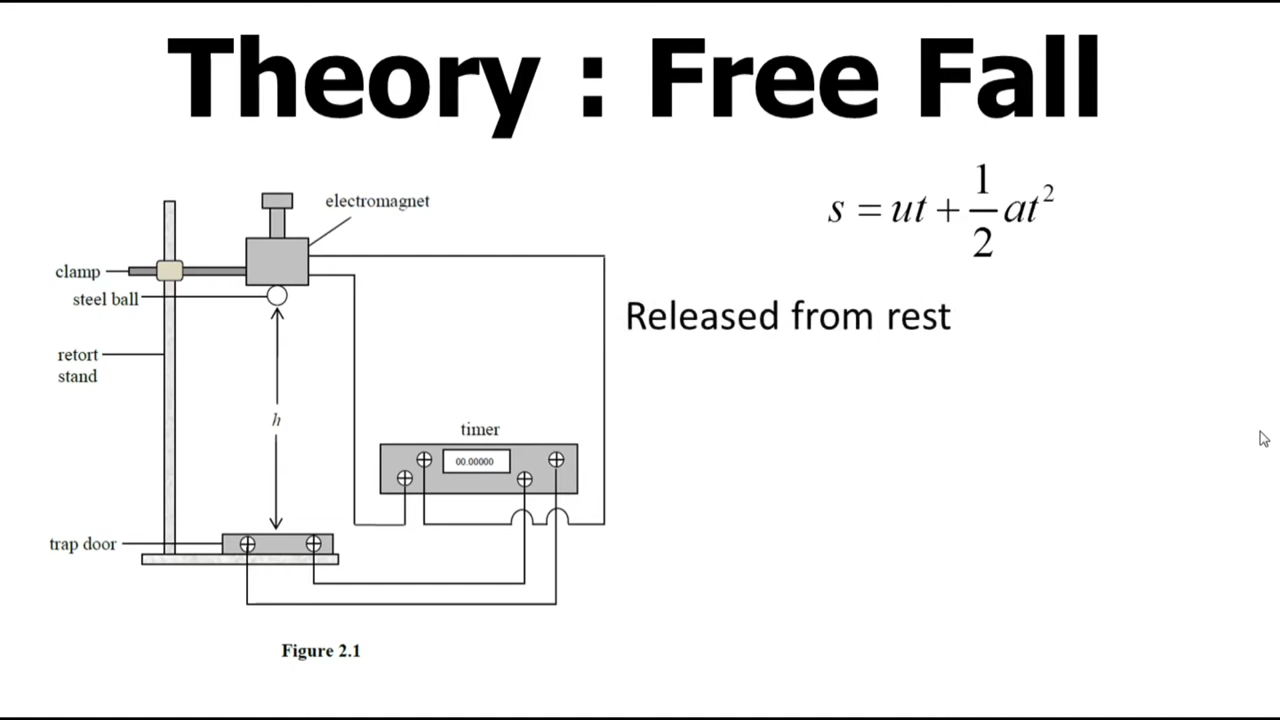 Theory : Free Fall
s = ut + 1/2 at²
electromagnet
clamp
steel ball
Released from rest
retort
stand
h
timer
00.00000
trap door
Figure 2.1